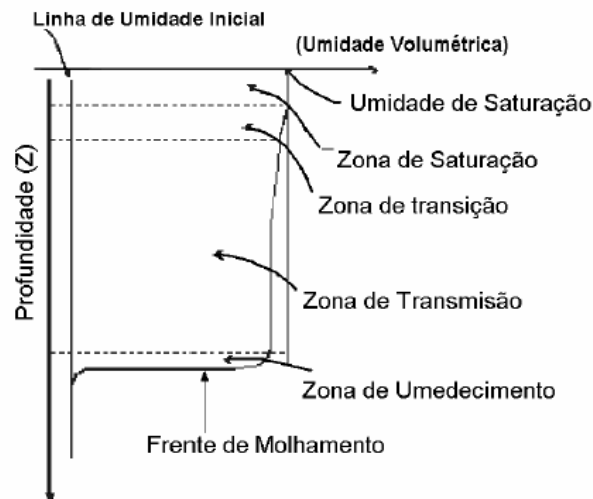 Linha de Umidade Inicial
(Umidade Volumétrica)
Umidade de Saturação
Zona de Saturação
Zona de transição
Profundidade (Z)
Zona de Transmisão
Zona de Umedecimento
Frente de Molhamento